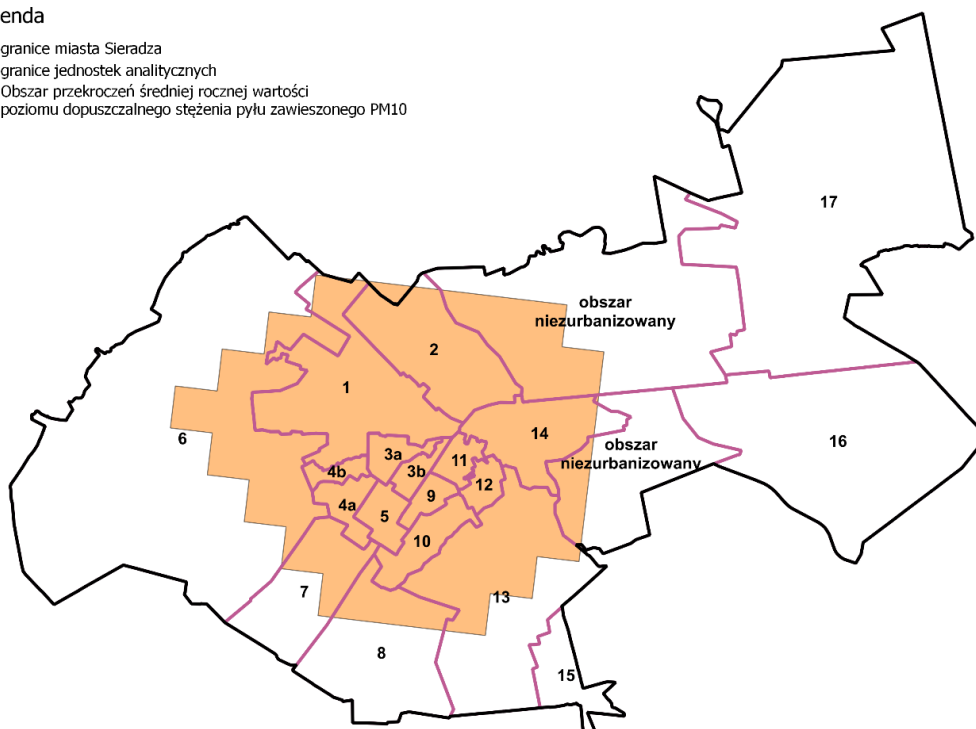 enda
granice miasta Sieradza
granice jednostek analitycznych
Obszar przekroczeń średniej rocznej wartości
poziomu dopuszczalnego stężenia pyłu zawieszonego PM10
17
obszar
niezurbanizowany
2
1
14
6
obszar
niezurbanizowany
16
3a
11
4b
3b
12
9
4a
5
10
7
13
8
15